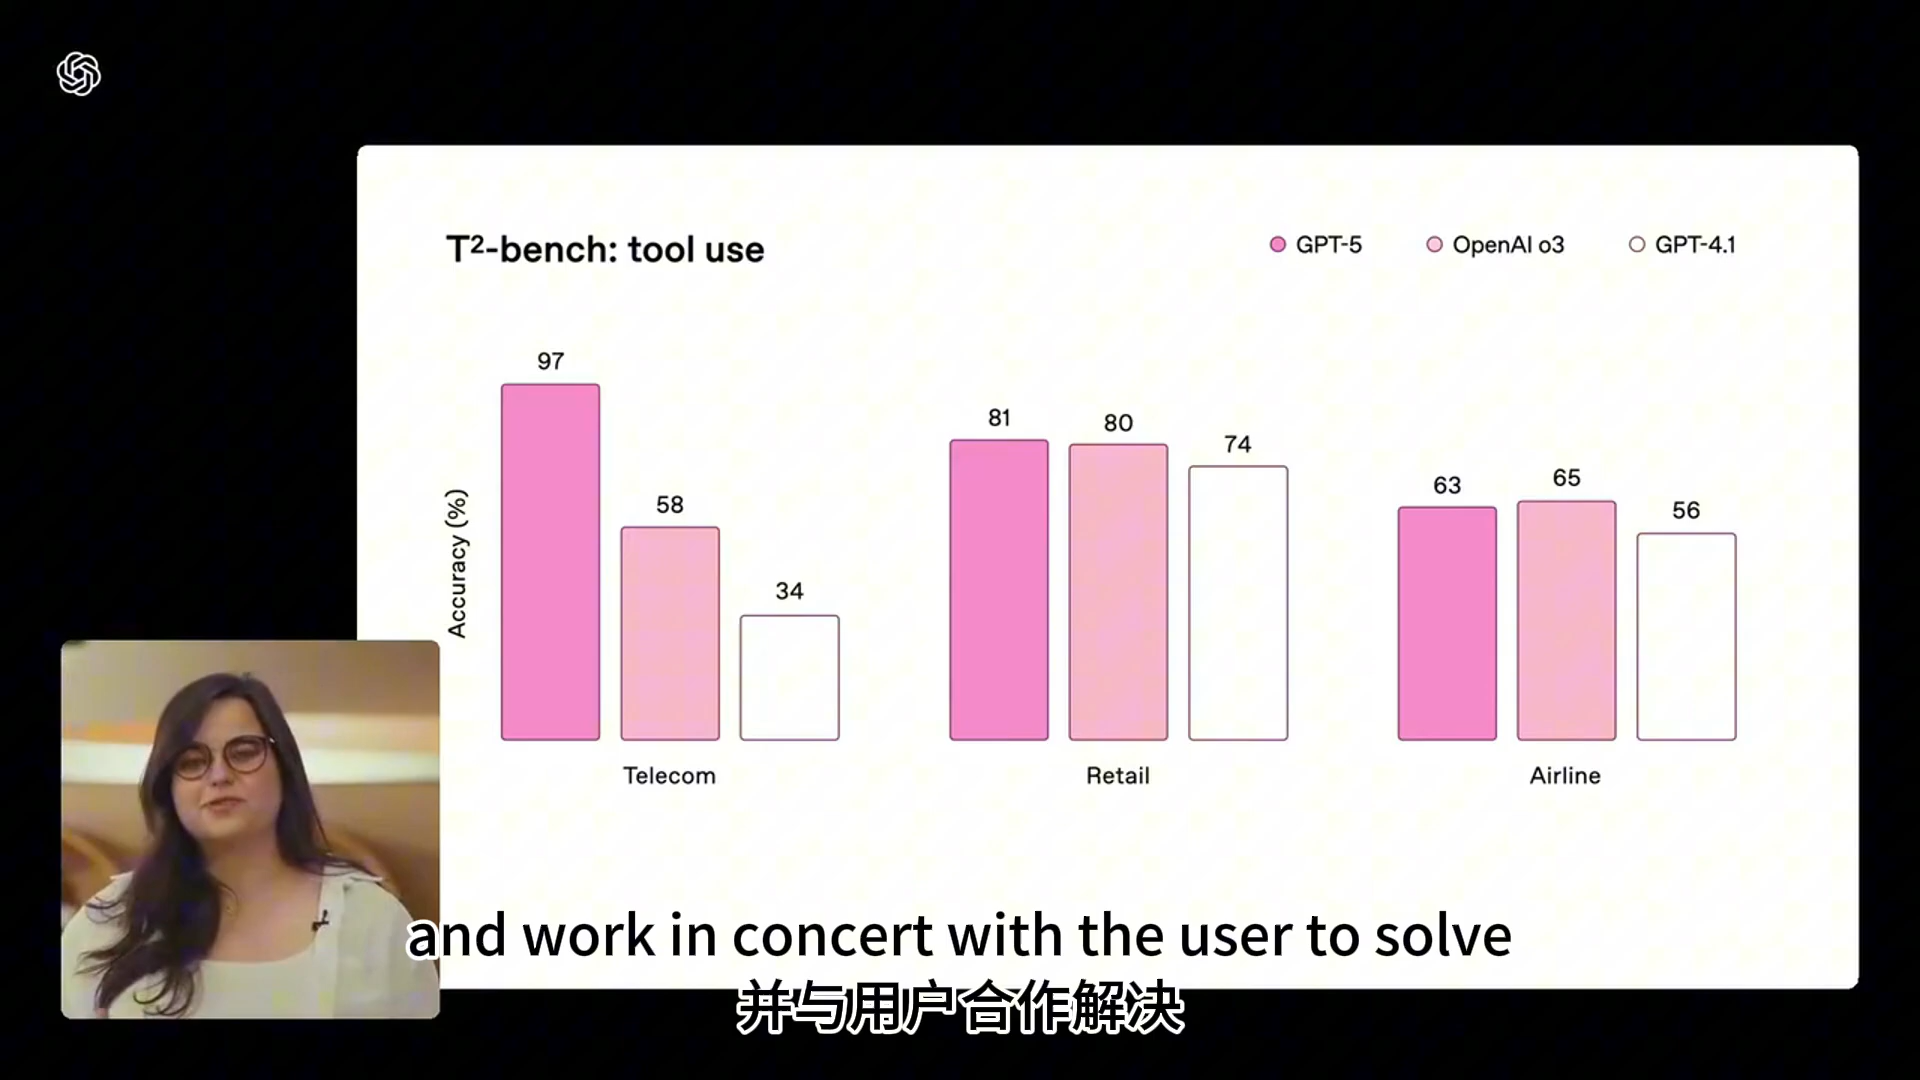 T²-bench: tool use
GPT-5
OpenAI o3
GPT-4.1
Accuracy (%)
97
58
34
81
80
74
63
65
56
Telecom
Retail
Airline
and work in concert with the user to solve
并与用户合作解决